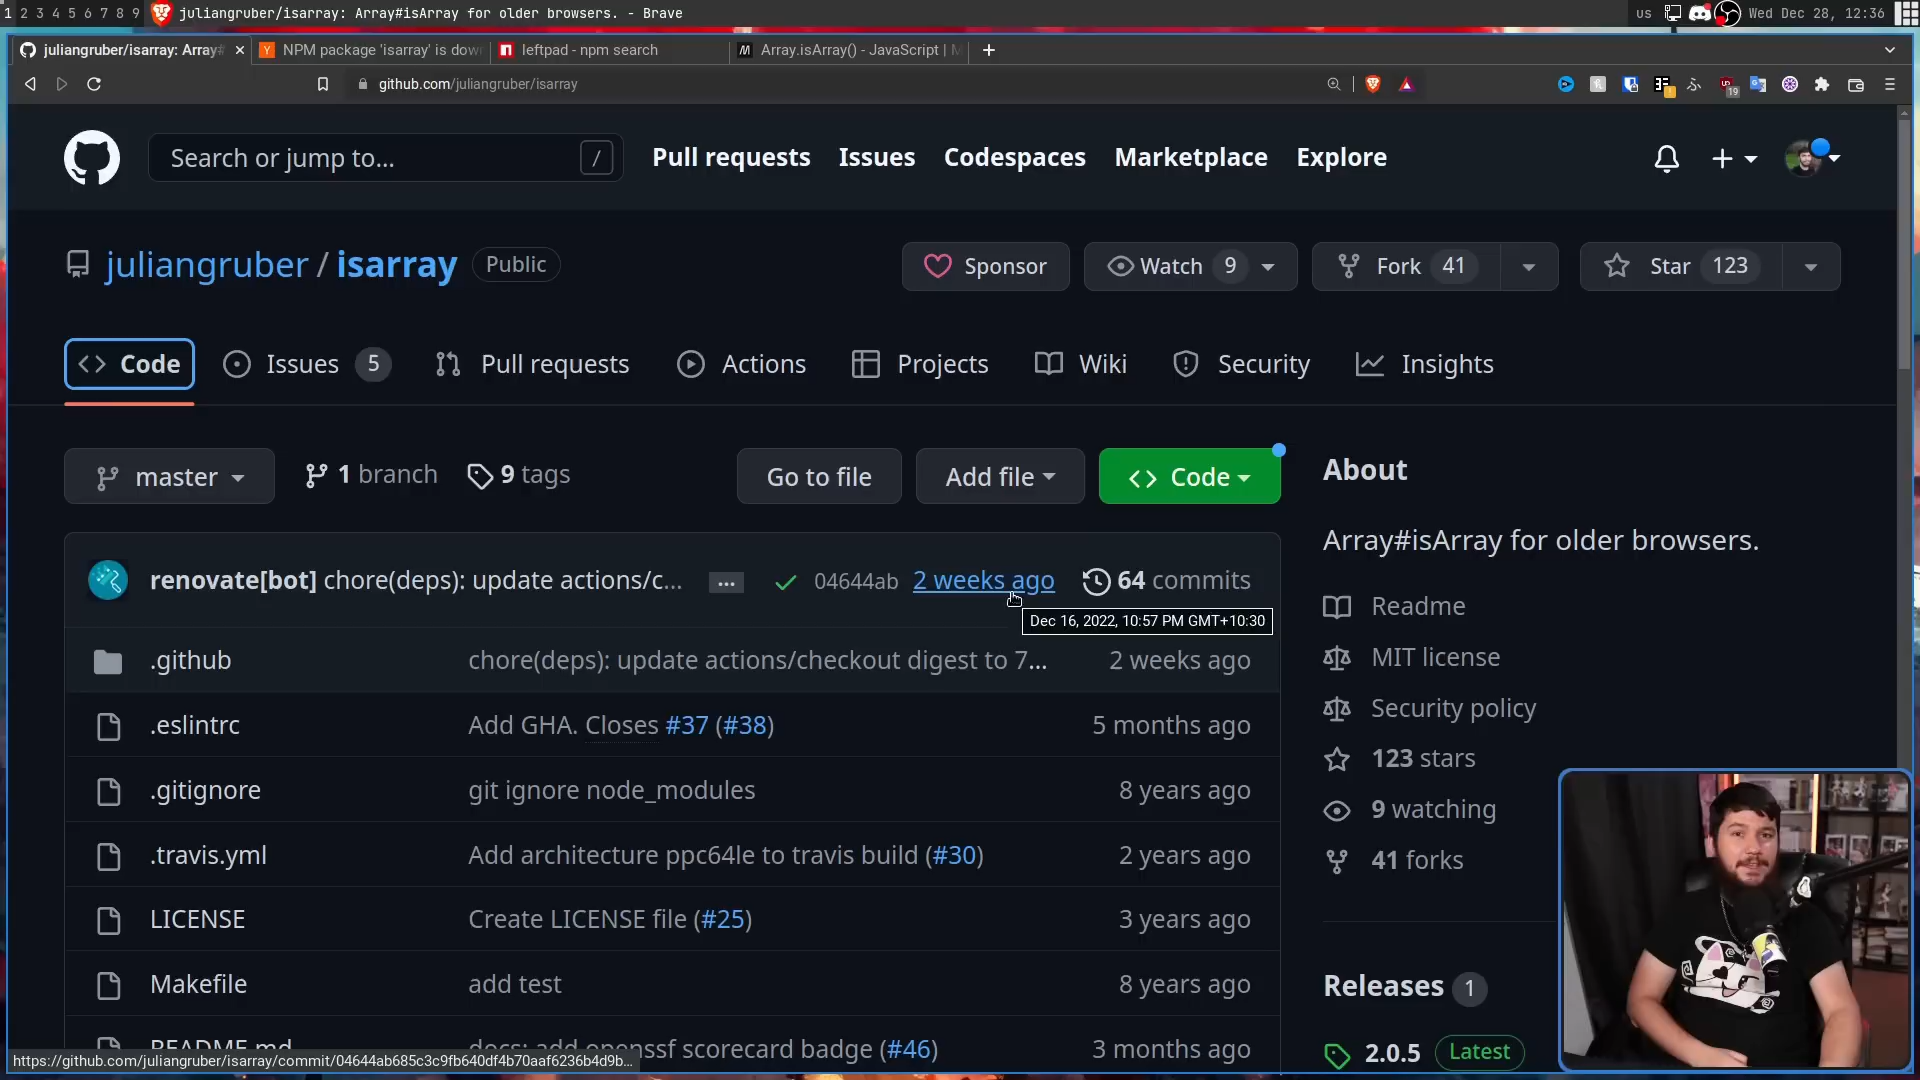 1 2 3 4 5 6 7 8 9 juliangruber/isarray: Array#isArray for older browsers. - Brave us Wed Dec 28, 12:36
juliangruber/isarray: Array# NPM package 'isarray' is dow leftpad - npm search Array.isArray() - JavaScript | M
github.com/juliangruber/isarray 1 19
Search or jump to... / Pull requests Issues Codespaces Marketplace Explore
juliangruber / isarray Public Sponsor Watch 9 Fork 41 Star 123
Code Issues 5 Pull requests Actions Projects Wiki Security Insights
master 1 branch 9 tags Go to file Add file Code
renovate[bot] chore(deps): update actions/c... ... 04644ab 2 weeks ago 64 commits
Dec 16, 2022, 10:57 PM GMT+10:30
.github chore(deps): update actions/checkout digest to 7... 2 weeks ago
.eslintrc Add GHA. Closes #37 (#38) 5 months ago
.gitignore git ignore node_modules 8 years ago
.travis.yml Add architecture ppc64le to travis build (#30) 2 years ago
LICENSE Create LICENSE file (#25) 3 years ago
Makefile add test 8 years ago
README.md docs: add openssf scorecard badge (#46) 3 months ago
https://github.com/juliangruber/isarray/commit/04644ab685c3c9fb640df4b70aaf6236b4d9b...
About
Array#isArray for older browsers.
Readme
MIT license
Security policy
123 stars
9 watching
41 forks
Releases 1
2.0.5 Latest